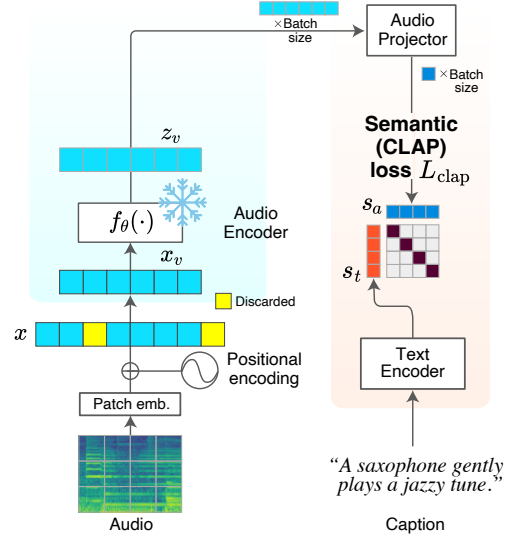 ×Batch
size
Audio
Projector
×Batch
size
Semantic
(CLAP)
loss L_clap
z_v
f_θ(·)
Audio
Encoder
x_v
s_a
s_t
Discarded
x
Positional
encoding
Text
Encoder
Patch emb.
“A saxophone gently
plays a jazzy tune.”
Audio
Caption